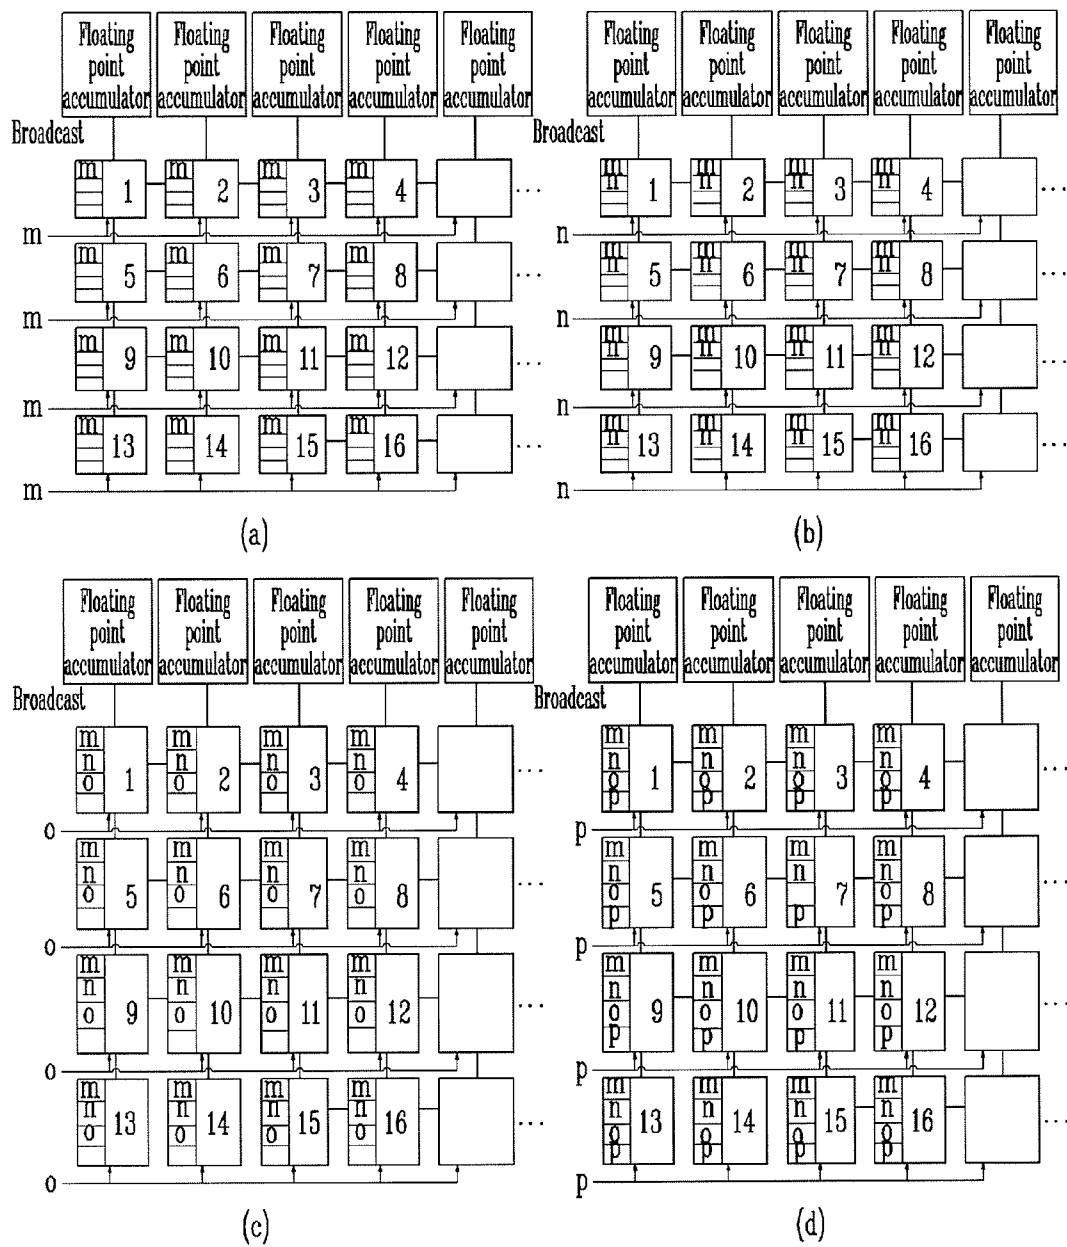 Floating Floating Floating Floating Floating
point point point point point
accumulator accumulator accumulator accumulator accumulator
Broadcast
m m m m
1 2 3 4 ...
m
m m m m
5 6 7 8 ...
m
m m m m
9 10 11 12 ...
m
m m m m
13 14 15 16 ...
m
(a)
Floating Floating Floating Floating Floating
point point point point point
accumulator accumulator accumulator accumulator accumulator
Broadcast
m m m m
n n n n
1 2 3 4 ...
n
m m m m
n n n n
5 6 7 8 ...
n
m m m m
n n n n
9 10 11 12 ...
n
m m m m
n n n n
13 14 15 16 ...
n
(b)
Floating Floating Floating Floating Floating
point point point point point
accumulator accumulator accumulator accumulator accumulator
Broadcast
m m m m
n n n n
o o o o
1 2 3 4 ...
o
m m m m
n n n n
o o o o
5 6 7 8 ...
o
m m m m
n n n n
o o o o
9 10 11 12 ...
o
m m m m
n n n n
o o o o
13 14 15 16 ...
o
(c)
Floating Floating Floating Floating Floating
point point point point point
accumulator accumulator accumulator accumulator accumulator
Broadcast
m m m m
n n n n
o o o o
p p p p
1 2 3 4 ...
p
m m m m
n n n n
o o o
p p p p
5 6 7 8 ...
p
m m m m
n n n n
o o o o
p p p p
9 10 11 12 ...
p
m m m m
n n n n
o o o o
p p p p
13 14 15 16 ...
p
(d)